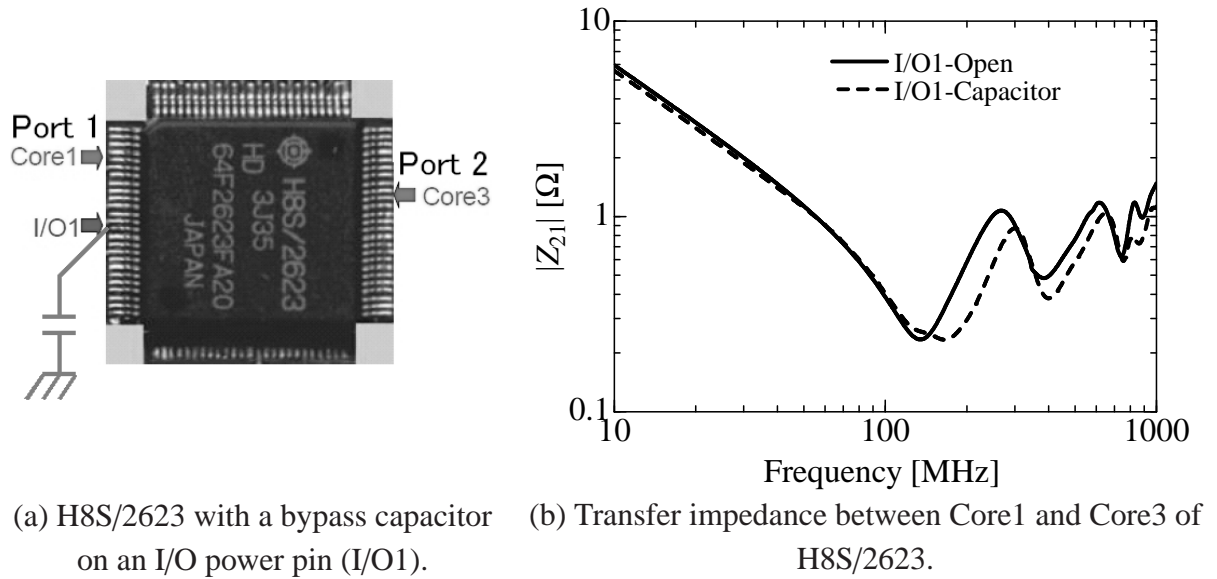 Port 1
Core1
I/O1
Port 2
Core3
H8S/2623
HD 3J35
64F2623FA20
JAPAN
10
1
0.1
|Z21| [Ω]
I/O1-Open
I/O1-Capacitor
10
100
1000
Frequency [MHz]
(a) H8S/2623 with a bypass capacitor
on an I/O power pin (I/O1).
(b) Transfer impedance between Core1 and Core3 of
H8S/2623.